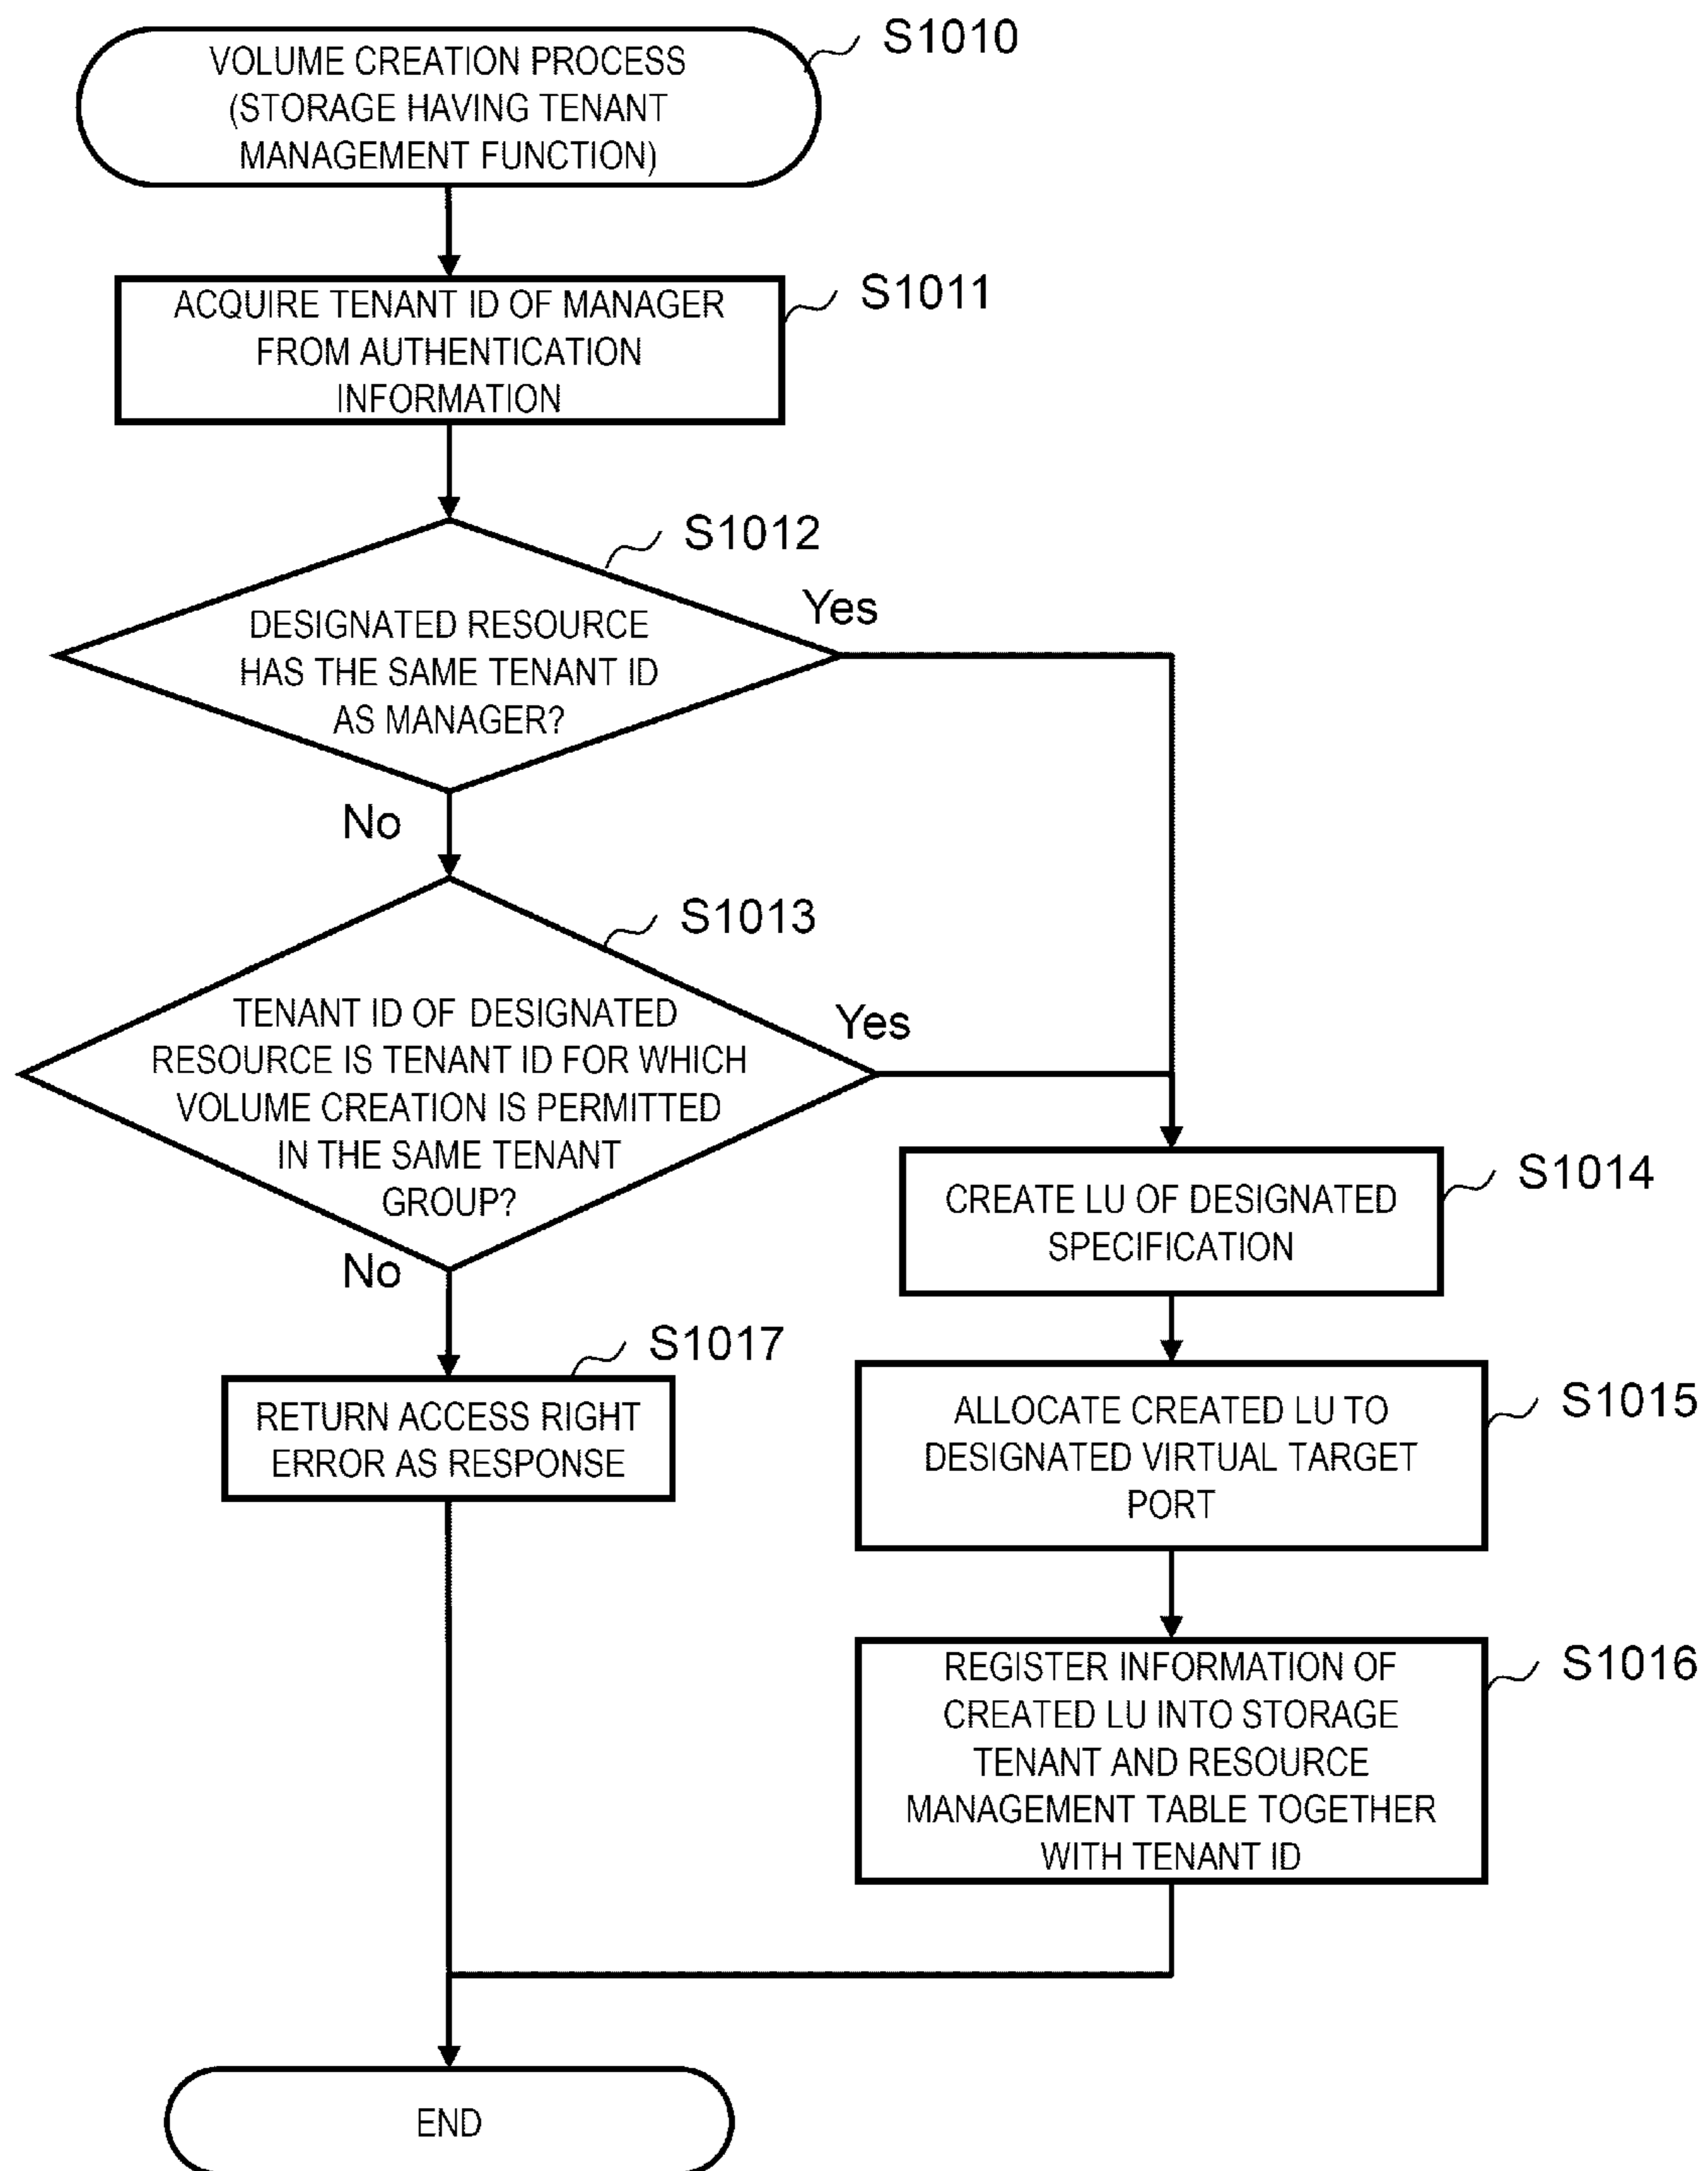 S1010
VOLUME CREATION PROCESS
(STORAGE HAVING TENANT
MANAGEMENT FUNCTION)
S1011
ACQUIRE TENANT ID OF MANAGER
FROM AUTHENTICATION
INFORMATION
S1012
Yes
DESIGNATED RESOURCE
HAS THE SAME TENANT ID
AS MANAGER?
No
S1013
Yes
TENANT ID OF DESIGNATED
RESOURCE IS TENANT ID FOR WHICH
VOLUME CREATION IS PERMITTED
IN THE SAME TENANT
GROUP?
No
S1014
CREATE LU OF DESIGNATED
SPECIFICATION
S1017
RETURN ACCESS RIGHT
ERROR AS RESPONSE
S1015
ALLOCATE CREATED LU TO
DESIGNATED VIRTUAL TARGET
PORT
S1016
REGISTER INFORMATION OF
CREATED LU INTO STORAGE
TENANT AND RESOURCE
MANAGEMENT TABLE TOGETHER
WITH TENANT ID
END